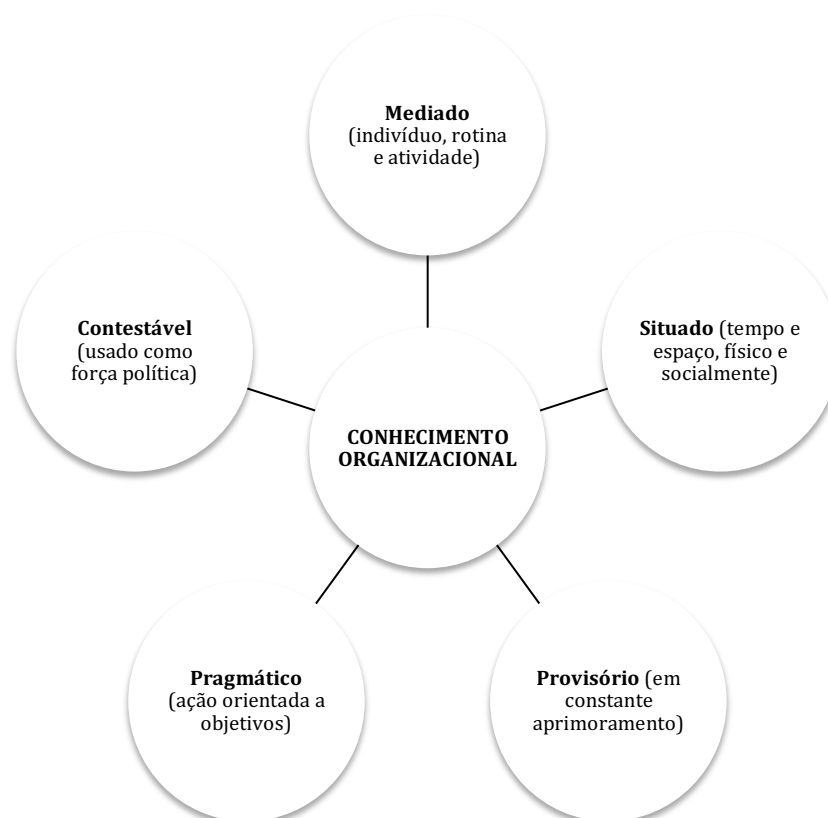 Mediado
(indivíduo, rotina
e atividade)
Contestável
(usado como
força política)
Situado (tempo e
espaço, físico e
socialmente)
CONHECIMENTO
ORGANIZACIONAL
Pragmático
(ação orientada a
objetivos)
Provisório (em
constante
aprimoramento)